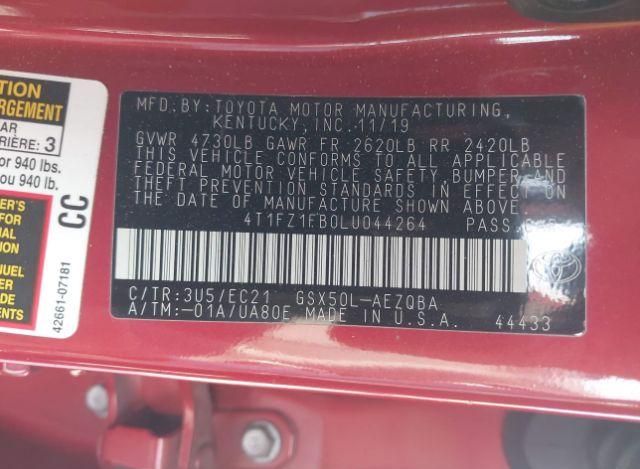 TION
RGEMENT
AR
RIÈRE: 3
or 940 lbs.
ou 940 lb.
CC
42661-07181
MFD.BY:TOYOTA MOTOR MANUFACTURING,
KENTUCKY,INC.11/19
GVWR 4730LB GAWR FR 2620LB RR 2420LB
THIS VEHICLE CONFORMS TO ALL APPLICABLE
FEDERAL MOTOR VEHICLE SAFETY,BUMPER,AND
THEFT PREVENTION STANDARDS IN EFFECT ON
THE DATE OF MANUFACTURE SHOWN ABOVE.
4T1FZ1FB0LU044264 PASS.
C/TR:3U5/EC21 GSX50L-AEZQBA
A/TM:-01A/UA80E MADE IN U.S.A. 44433